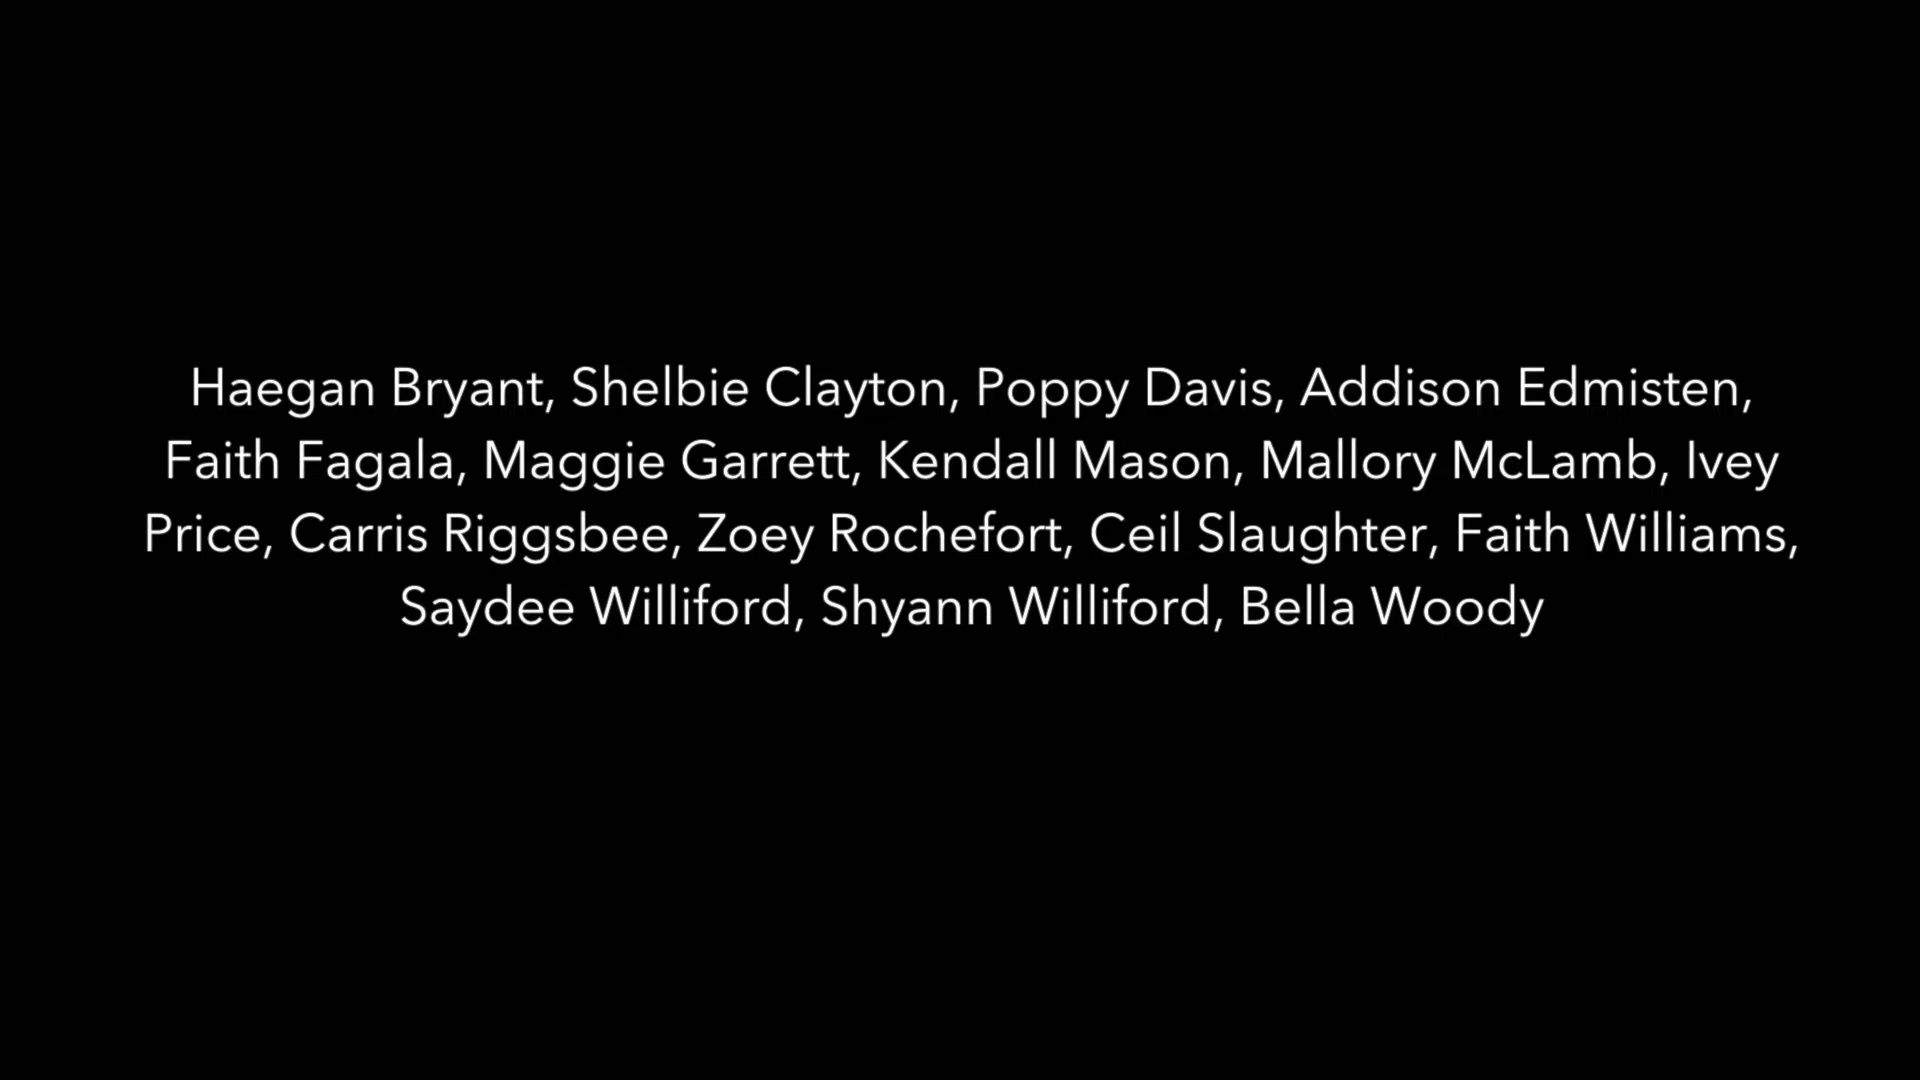 Haegan Bryant, Shelbie Clayton, Poppy Davis, Addison Edmisten,
Faith Fagala, Maggie Garrett, Kendall Mason, Mallory McLamb, Ivey
Price, Carris Riggsbee, Zoey Rochefort, Ceil Slaughter, Faith Williams,
Saydee Williford, Shyann Williford, Bella Woody